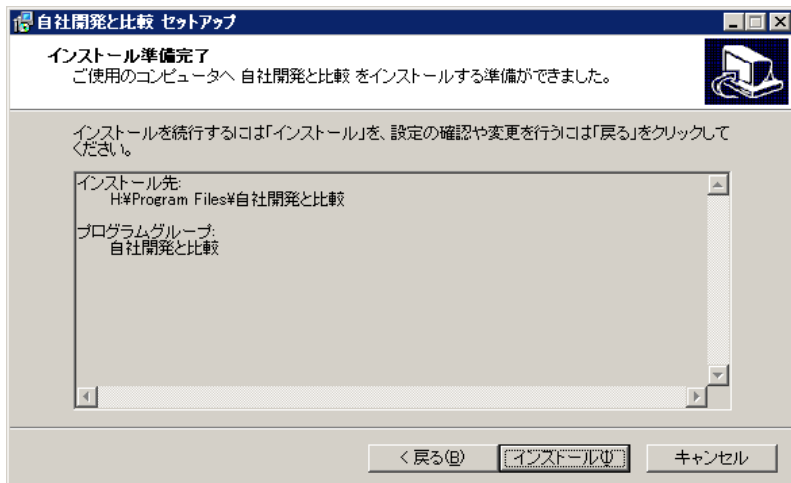 自社開発と比較 セットアップ
インストール準備完了
ご使用のコンピュータへ 自社開発と比較 をインストールする準備ができました。
インストールを続行するには「インストール」を、設定の確認や変更を行うには「戻る」をクリックして
ください。
インストール先:
H:¥Program Files¥自社開発と比較
プログラムグループ:
自社開発と比較
< 戻る(B)
インストール(I)
キャンセル